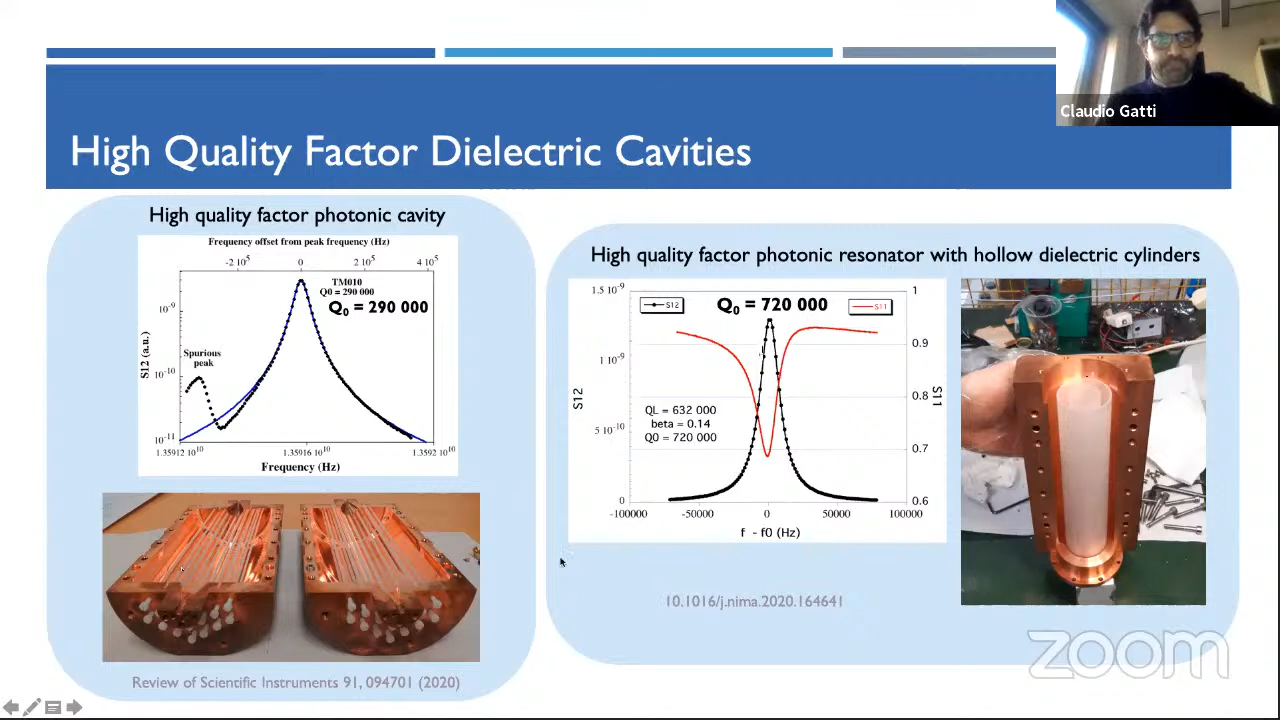 Claudio Gatti
High Quality Factor Dielectric Cavities
High quality factor photonic cavity
Frequency offset from peak frequency (Hz)
-2 10⁵ 0 2 10⁵ 4 10⁵
TM010
Q0 = 290 000
Q₀ = 290 000
Spurious
peak
S12 (a.u.)
10⁻⁹
10⁻¹⁰
10⁻¹¹
1.35912 10¹⁰ 1.35916 10¹⁰ 1.3592 10¹⁰
Frequency (Hz)
Review of Scientific Instruments 91, 094701 (2020)
High quality factor photonic resonator with hollow dielectric cylinders
1.5 10⁻⁹
1 10⁻⁹
5 10⁻¹⁰
0
S12
S12
Q₀ = 720 000
S11
QL = 632 000
beta = 0.14
Q0 = 720 000
1
0.9
0.8
0.7
0.6
S11
-100000 -50000 0 50000 100000
f - f0 (Hz)
10.1016/j.nima.2020.164641
zoom